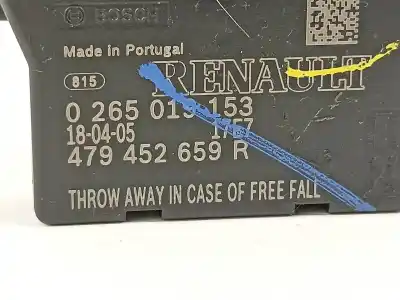 BOSCH
Made in Portugal
815 RENAULT
0 265 019 153
18-04-05 1757
479 452 659 R
THROW AWAY IN CASE OF FREE FALL